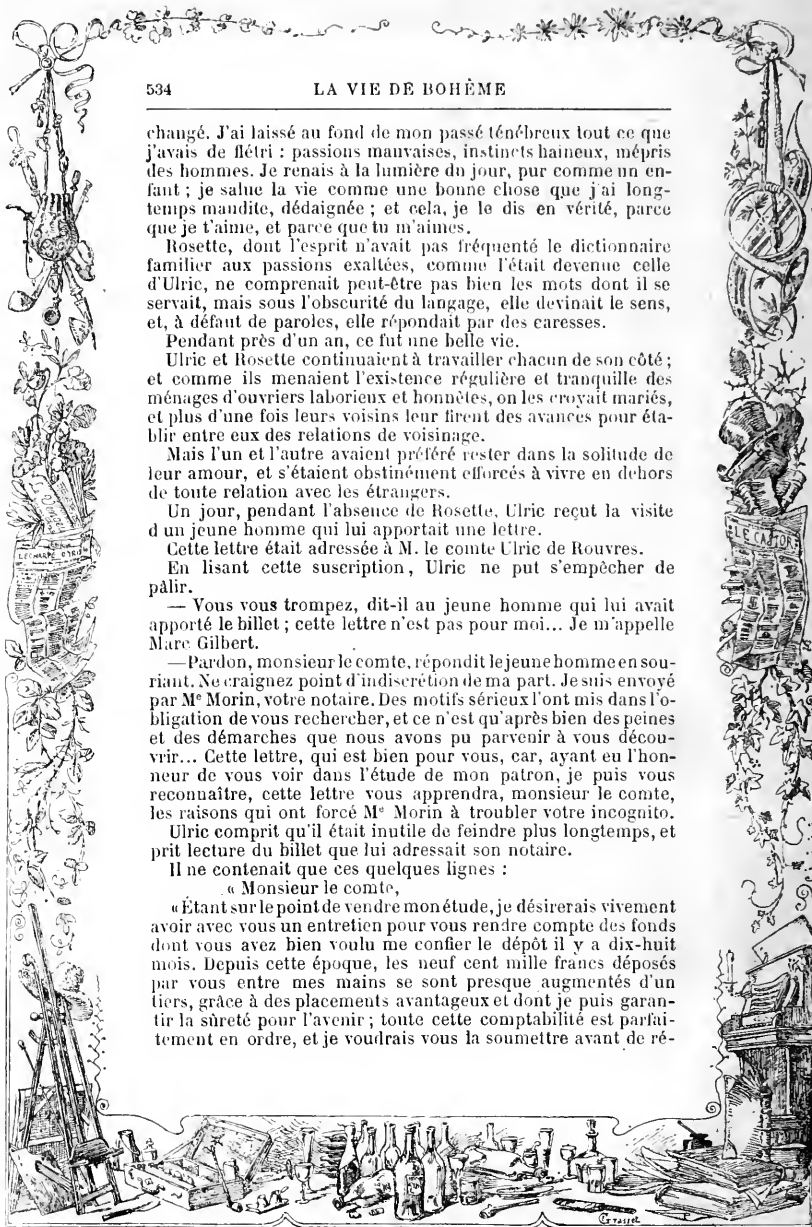 534 LA VIE DE BOHÈME
changé. J'ai laissé au fond de mon passé ténébreux tout ce que
j'avais de flétri : passions mauvaises, instincts haineux, mépris
des hommes. Je renais à la lumière du jour, pur comme un en-
fant ; je salue la vie comme une bonne chose que j'ai long-
temps maudite, dédaignée ; et cela, je le dis en vérité, parce
que je t'aime, et parce que tu m'aimes.
Rosette, dont l'esprit n'avait pas fréquenté le dictionnaire
familier aux passions exaltées, comme l'était devenue celle
d'Ulric, ne comprenait peut-être pas bien les mots dont il se
servait, mais sous l'obscurité du langage, elle devinait le sens,
et, à défaut de paroles, elle répondait par des caresses.
Pendant près d'un an, ce fut une belle vie.
Ulric et Rosette continuaient à travailler chacun de son côté ;
et comme ils menaient l'existence régulière et tranquille des
ménages d'ouvriers laborieux et honnêtes, on les croyait mariés,
et plus d'une fois leurs voisins leur firent des avances pour éta-
blir entre eux des relations de voisinage.
Mais l'un et l'autre avaient préféré rester dans la solitude de
leur amour, et s'étaient obstinément efforcés à vivre en dehors
de toute relation avec les étrangers.
Un jour, pendant l'absence de Rosette, Ulric reçut la visite
d'un jeune homme qui lui apportait une lettre.
Cette lettre était adressée à M. le comte Ulric de Rouvres.
En lisant cette suscription, Ulric ne put s'empêcher de
pâlir.
— Vous vous trompez, dit-il au jeune homme qui lui avait
apporté le billet ; cette lettre n'est pas pour moi... Je m'appelle
Marc Gilbert.
— Pardon, monsieur le comte, répondit le jeune homme en sou-
riant. Ne craignez point d'indiscrétion de ma part. Je suis envoyé
par Me Morin, votre notaire. Des motifs sérieux l'ont mis dans l'o-
bligation de vous rechercher, et ce n'est qu'après bien des peines
et des démarches que nous avons pu parvenir à vous décou-
vrir... Cette lettre, qui est bien pour vous, car, ayant eu l'hon-
neur de vous voir dans l'étude de mon patron, je puis vous
reconnaître, cette lettre vous apprendra, monsieur le comte,
les raisons qui ont forcé Me Morin à troubler votre incognito.
Ulric comprit qu'il était inutile de feindre plus longtemps, et
prit lecture du billet que lui adressait son notaire.
Il ne contenait que ces quelques lignes :
« Monsieur le comte,
« Étant sur le point de vendre mon étude, je désirerais vivement
avoir avec vous un entretien pour vous rendre compte des fonds
dont vous avez bien voulu me confier le dépôt il y a dix-huit
mois. Depuis cette époque, les neuf cent mille francs déposés
par vous entre mes mains se sont presque augmentés d'un
tiers, grâce à des placements avantageux et dont je puis garan-
tir la sûreté pour l'avenir ; toute cette comptabilité est parfai-
tement en ordre, et je voudrais vous la soumettre avant de ré-
L'ECHARPE D'IRIS
LE CASTOR
Grasset